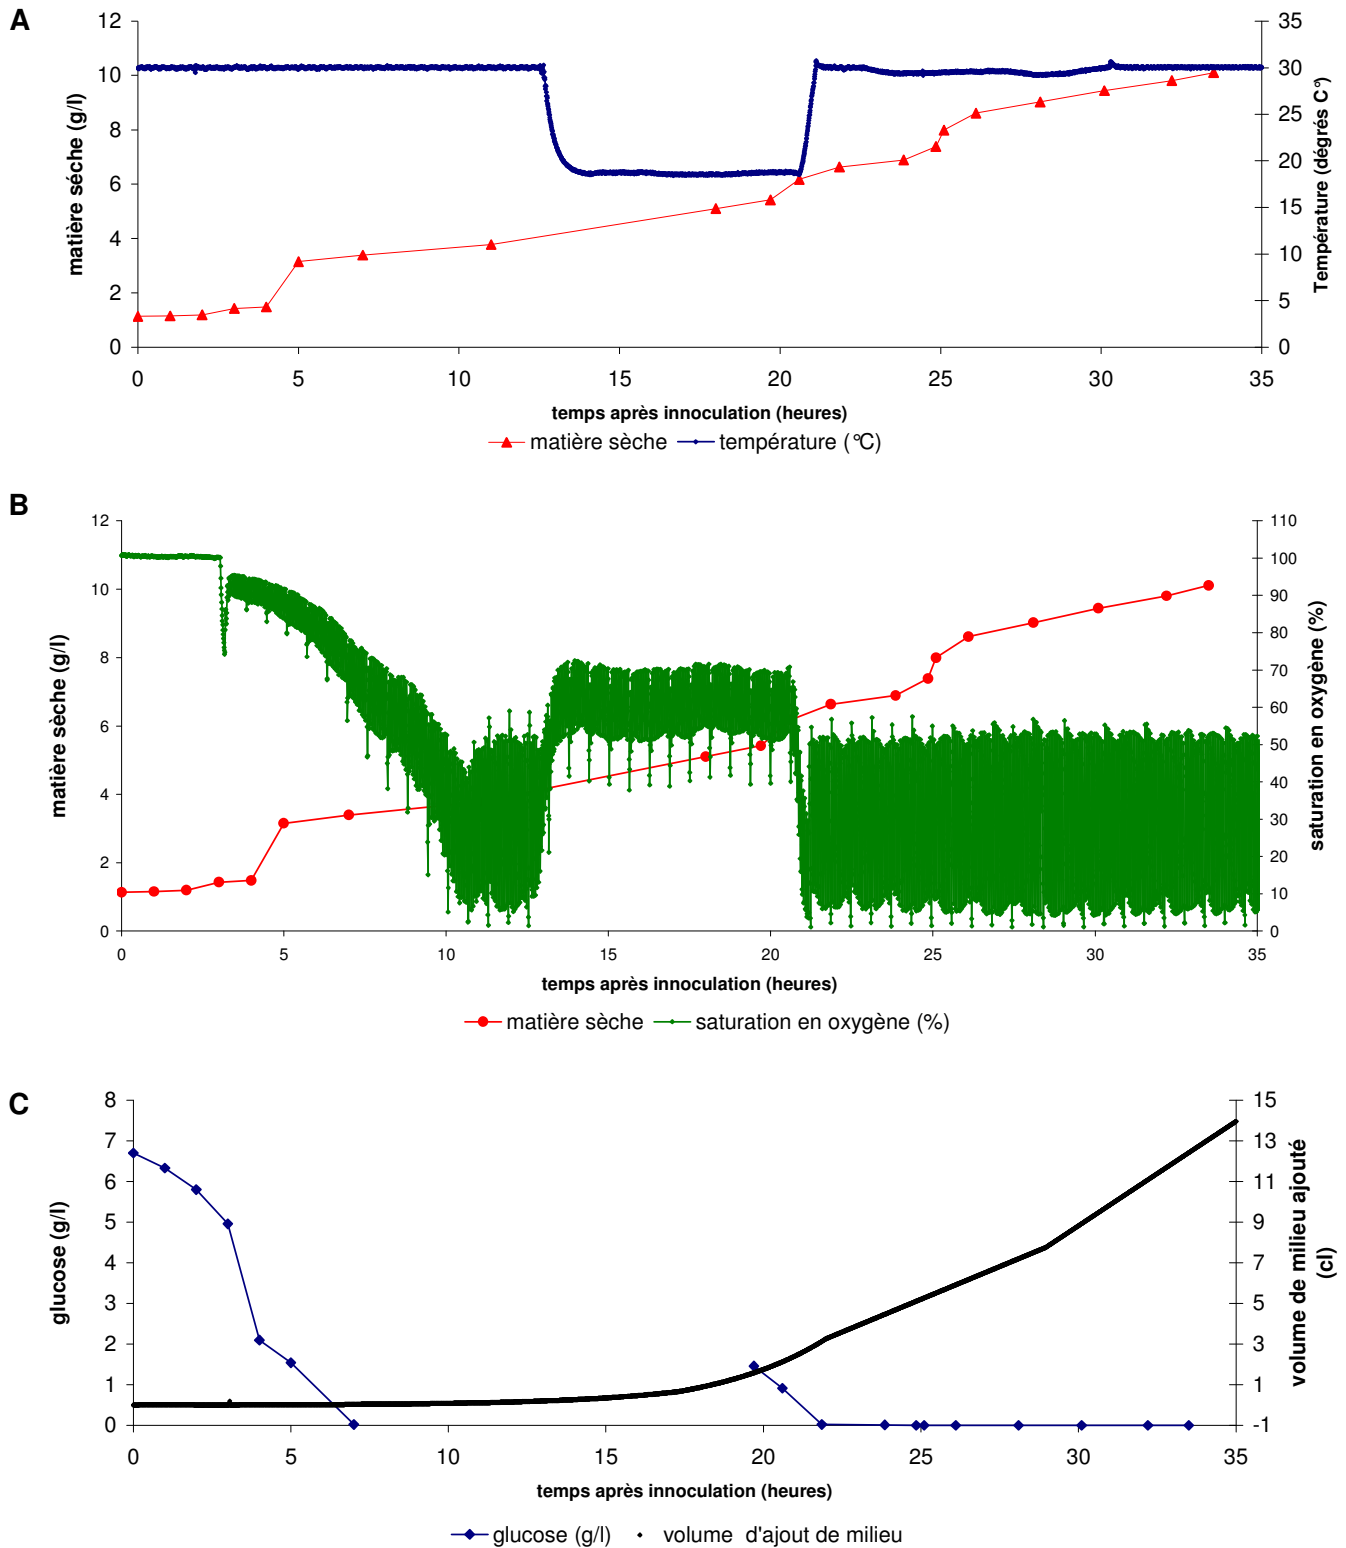 A
12
10
8
6
4
2
0
matière séche (g/l)
35
30
25
20
15
10
5
0
Température (dégrés C°)
0 5 10 15 20 25 30 35
temps après innoculation (heures)
matière sèche température (°C)
B
12
10
8
6
4
2
0
matière sèche (g/l)
110
100
90
80
70
60
50
40
30
20
10
0
saturation en oxygène (%)
0 5 10 15 20 25 30 35
temps après innoculation (heures)
matière sèche saturation en oxygène (%)
C
8
7
6
5
4
3
2
1
0
glucose (g/l)
15
13
11
9
7
5
3
1
-1
volume de milieu ajouté
(cl)
0 5 10 15 20 25 30 35
temps après innoculation (heures)
glucose (g/l) volume d'ajout de milieu